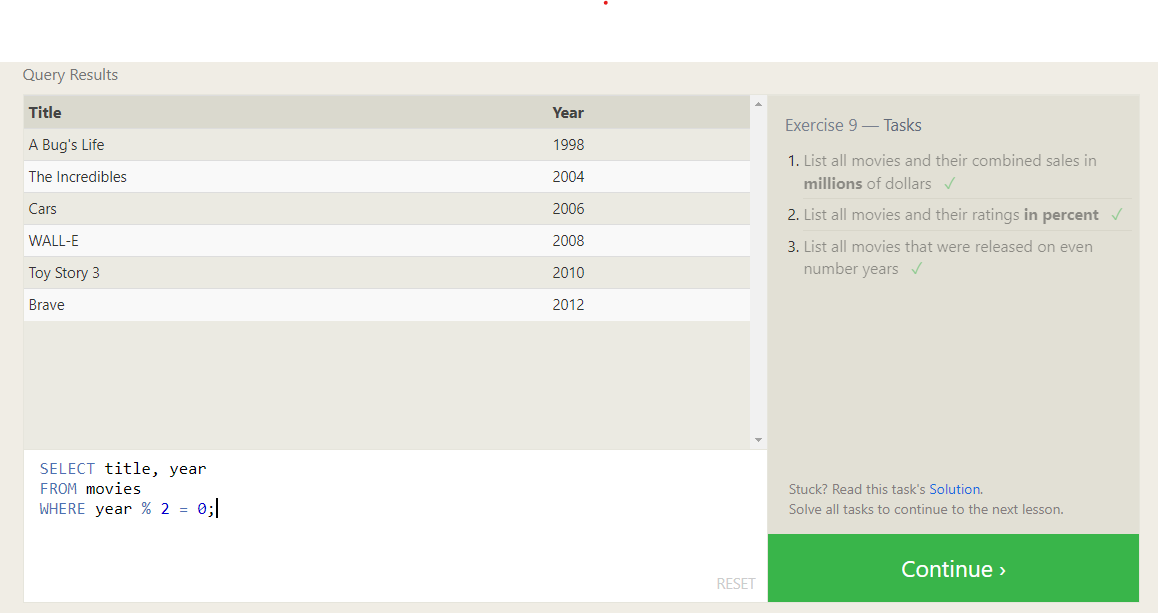 Query Results
Title Year
A Bug's Life 1998
The Incredibles 2004
Cars 2006
WALL-E 2008
Toy Story 3 2010
Brave 2012
SELECT title, year
FROM movies
WHERE year % 2 = 0;
RESET
Exercise 9 — Tasks
1. List all movies and their combined sales in
millions of dollars ✓
2. List all movies and their ratings in percent ✓
3. List all movies that were released on even
number years ✓
Stuck? Read this task's Solution.
Solve all tasks to continue to the next lesson.
Continue ›